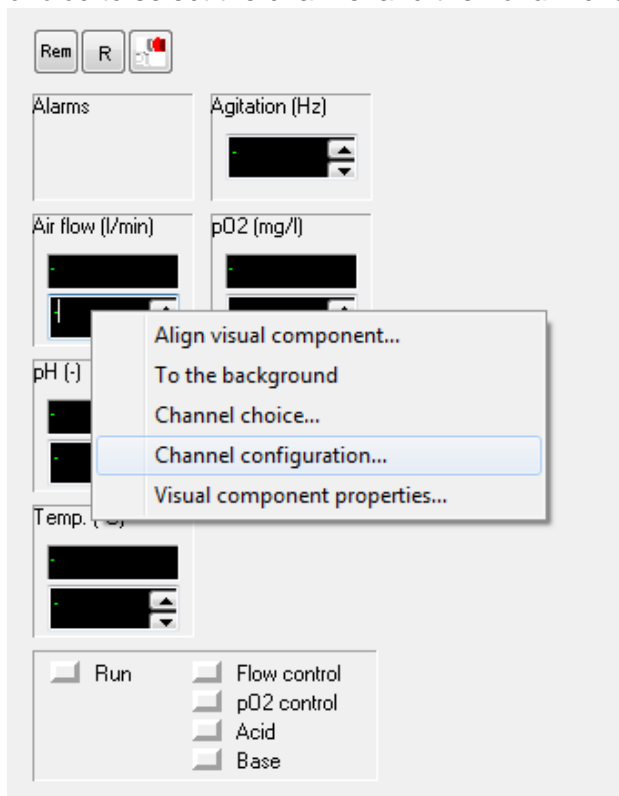 Rem R
Alarms Agitation (Hz)
Air flow (l/min) pO2 (mg/l)
Align visual component...
To the background
pH (-)
Channel choice...
Channel configuration...
Visual component properties...
Temp.
Run Flow control
pO2 control
Acid
Base